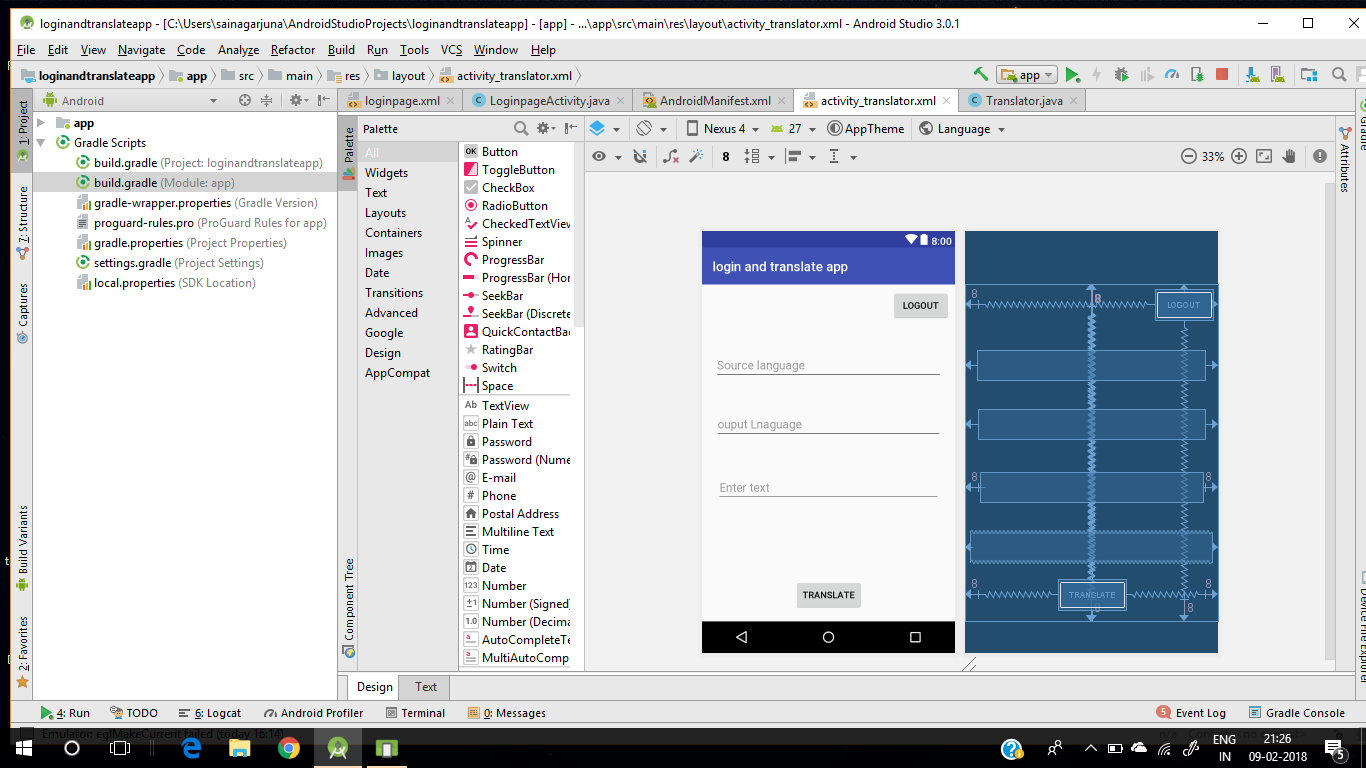 loginandtranslateapp - [C:\Users\sainagarjuna\AndroidStudioProjects\loginandtranslateapp] - [app] - ...\app\src\main\res\layout\activity_translator.xml - Android Studio 3.0.1
File Edit View Navigate Code Analyze Refactor Build Run Tools VCS Window Help
loginandtranslateapp app src main res layout activity_translator.xml
app
Android
loginpage.xml LoginpageActivity.java AndroidManifest.xml activity_translator.xml Translator.java
1: Project
7: Structure
Captures
Build Variants
2: Favorites
app
Gradle Scripts
build.gradle (Project: loginandtranslateapp)
build.gradle (Module: app)
gradle-wrapper.properties (Gradle Version)
proguard-rules.pro (ProGuard Rules for app)
gradle.properties (Project Properties)
settings.gradle (Project Settings)
local.properties (SDK Location)
Palette
Component Tree
Palette
All
Widgets
Text
Layouts
Containers
Images
Date
Transitions
Advanced
Google
Design
AppCompat
OK Button
ToggleButton
CheckBox
RadioButton
CheckedTextView
Spinner
ProgressBar
ProgressBar (Hor
SeekBar
SeekBar (Discrete
QuickContactBad
RatingBar
Switch
Space
Ab TextView
abc Plain Text
Password
Password (Nume
@ E-mail
# Phone
Postal Address
Multiline Text
Time
2 Date
123 Number
±1 Number (Signed)
1.0 Number (Decima
AutoCompleteTe
MultiAutoComp
Nexus 4 27 AppTheme Language
8
33%
8:00
login and translate app
LOGOUT
Source language
ouput Lnaguage
Enter text
TRANSLATE
8 8 LOGOUT
8 8
8 TRANSLATE 8
8 8
Attributes
Gradle
Device File Explorer
Design Text
4: Run TODO 6: Logcat Android Profiler Terminal 0: Messages
5 Event Log Gradle Console
Emulator: eglMakeCurrent failed (today 16:14)
n/a
ENG
IN
21:26
09-02-2018
5